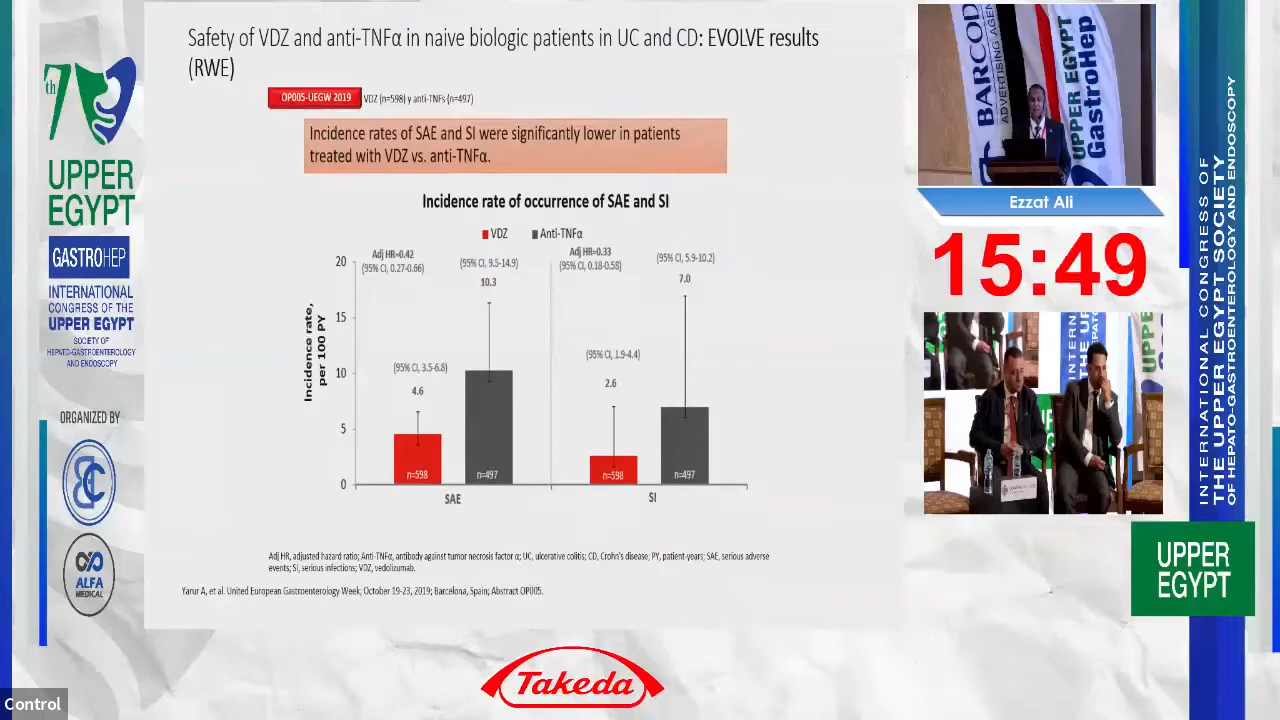 Safety of VDZ and anti-TNFα in naive biologic patients in UC and CD: EVOLVE results
(RWE)
OP005-UEGW 2019
VDZ (n=598) y anti-TNFs (n=497)
Incidence rates of SAE and SI were significantly lower in patients
treated with VDZ vs. anti-TNFα.
Incidence rate of occurrence of SAE and SI
VDZ
Anti-TNFα
Incidence rate,
per 100 PY
20
15
10
5
0
Adj HR=0.42
(95% CI, 0.27-0.66)
(95% CI, 9.5-14.9)
10.3
(95% CI, 3.5-6.8)
4.6
n=598
n=497
SAE
Adj HR=0.33
(95% CI, 0.18-0.58)
(95% CI, 5.9-10.2)
7.0
(95% CI, 1.9-4.4)
2.6
n=598
n=497
SI
Adj HR, adjusted hazard ratio; Anti-TNFα, antibody against tumor necrosis factor α; UC, ulcerative colitis; CD, Crohn's disease; PY, patient-years; SAE, serious adverse
events; SI, serious infections; VDZ, vedolizumab.
Yarur A, et al. United European Gastroenterology Week; October 19-23, 2019; Barcelona, Spain; Abstract OP005.
7th
UPPER
EGYPT
GASTROHEP
INTERNATIONAL
CONGRESS OF THE
UPPER EGYPT
SOCIETY OF
HEPATO-GASTROENTEROLOGY
AND ENDOSCOPY
ORGANIZED BY
ALFA
MEDICAL
Takeda
Control
BARCOD
ADVERTISING AGEN
UPPER EGYPT
GastroHep
Ezzat Ali
15:49
INTERNATIONAL CONGRESS OF
THE UPPER EGYPT SOCIETY
OF HEPATO-GASTROENTEROLOGY AND ENDOSCOPY
UPPER
EGYPT